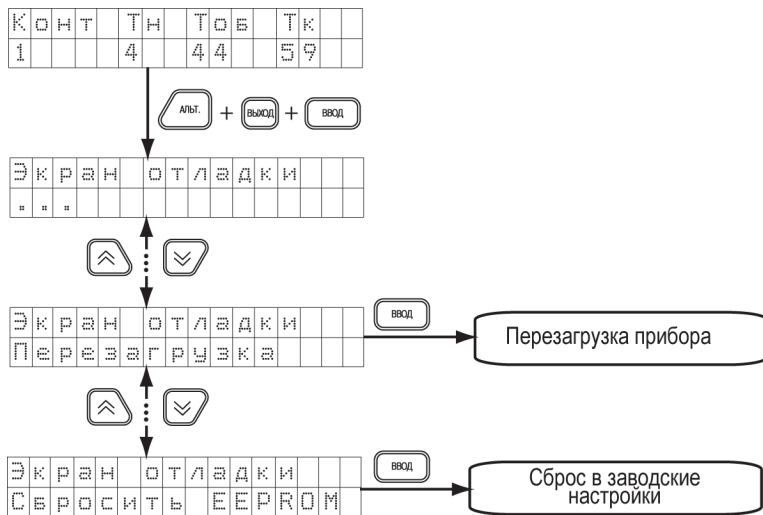 Конт Тн Тоб Тк
1 4 44 59
АЛЬТ. + ВЫХОД + ВВОД
Экран отладки
...
Экран отладки
Перезагрузка
ВВОД
Перезагрузка прибора
Экран отладки
Сбросить EEPROM
ВВОД
Сброс в заводские
настройки